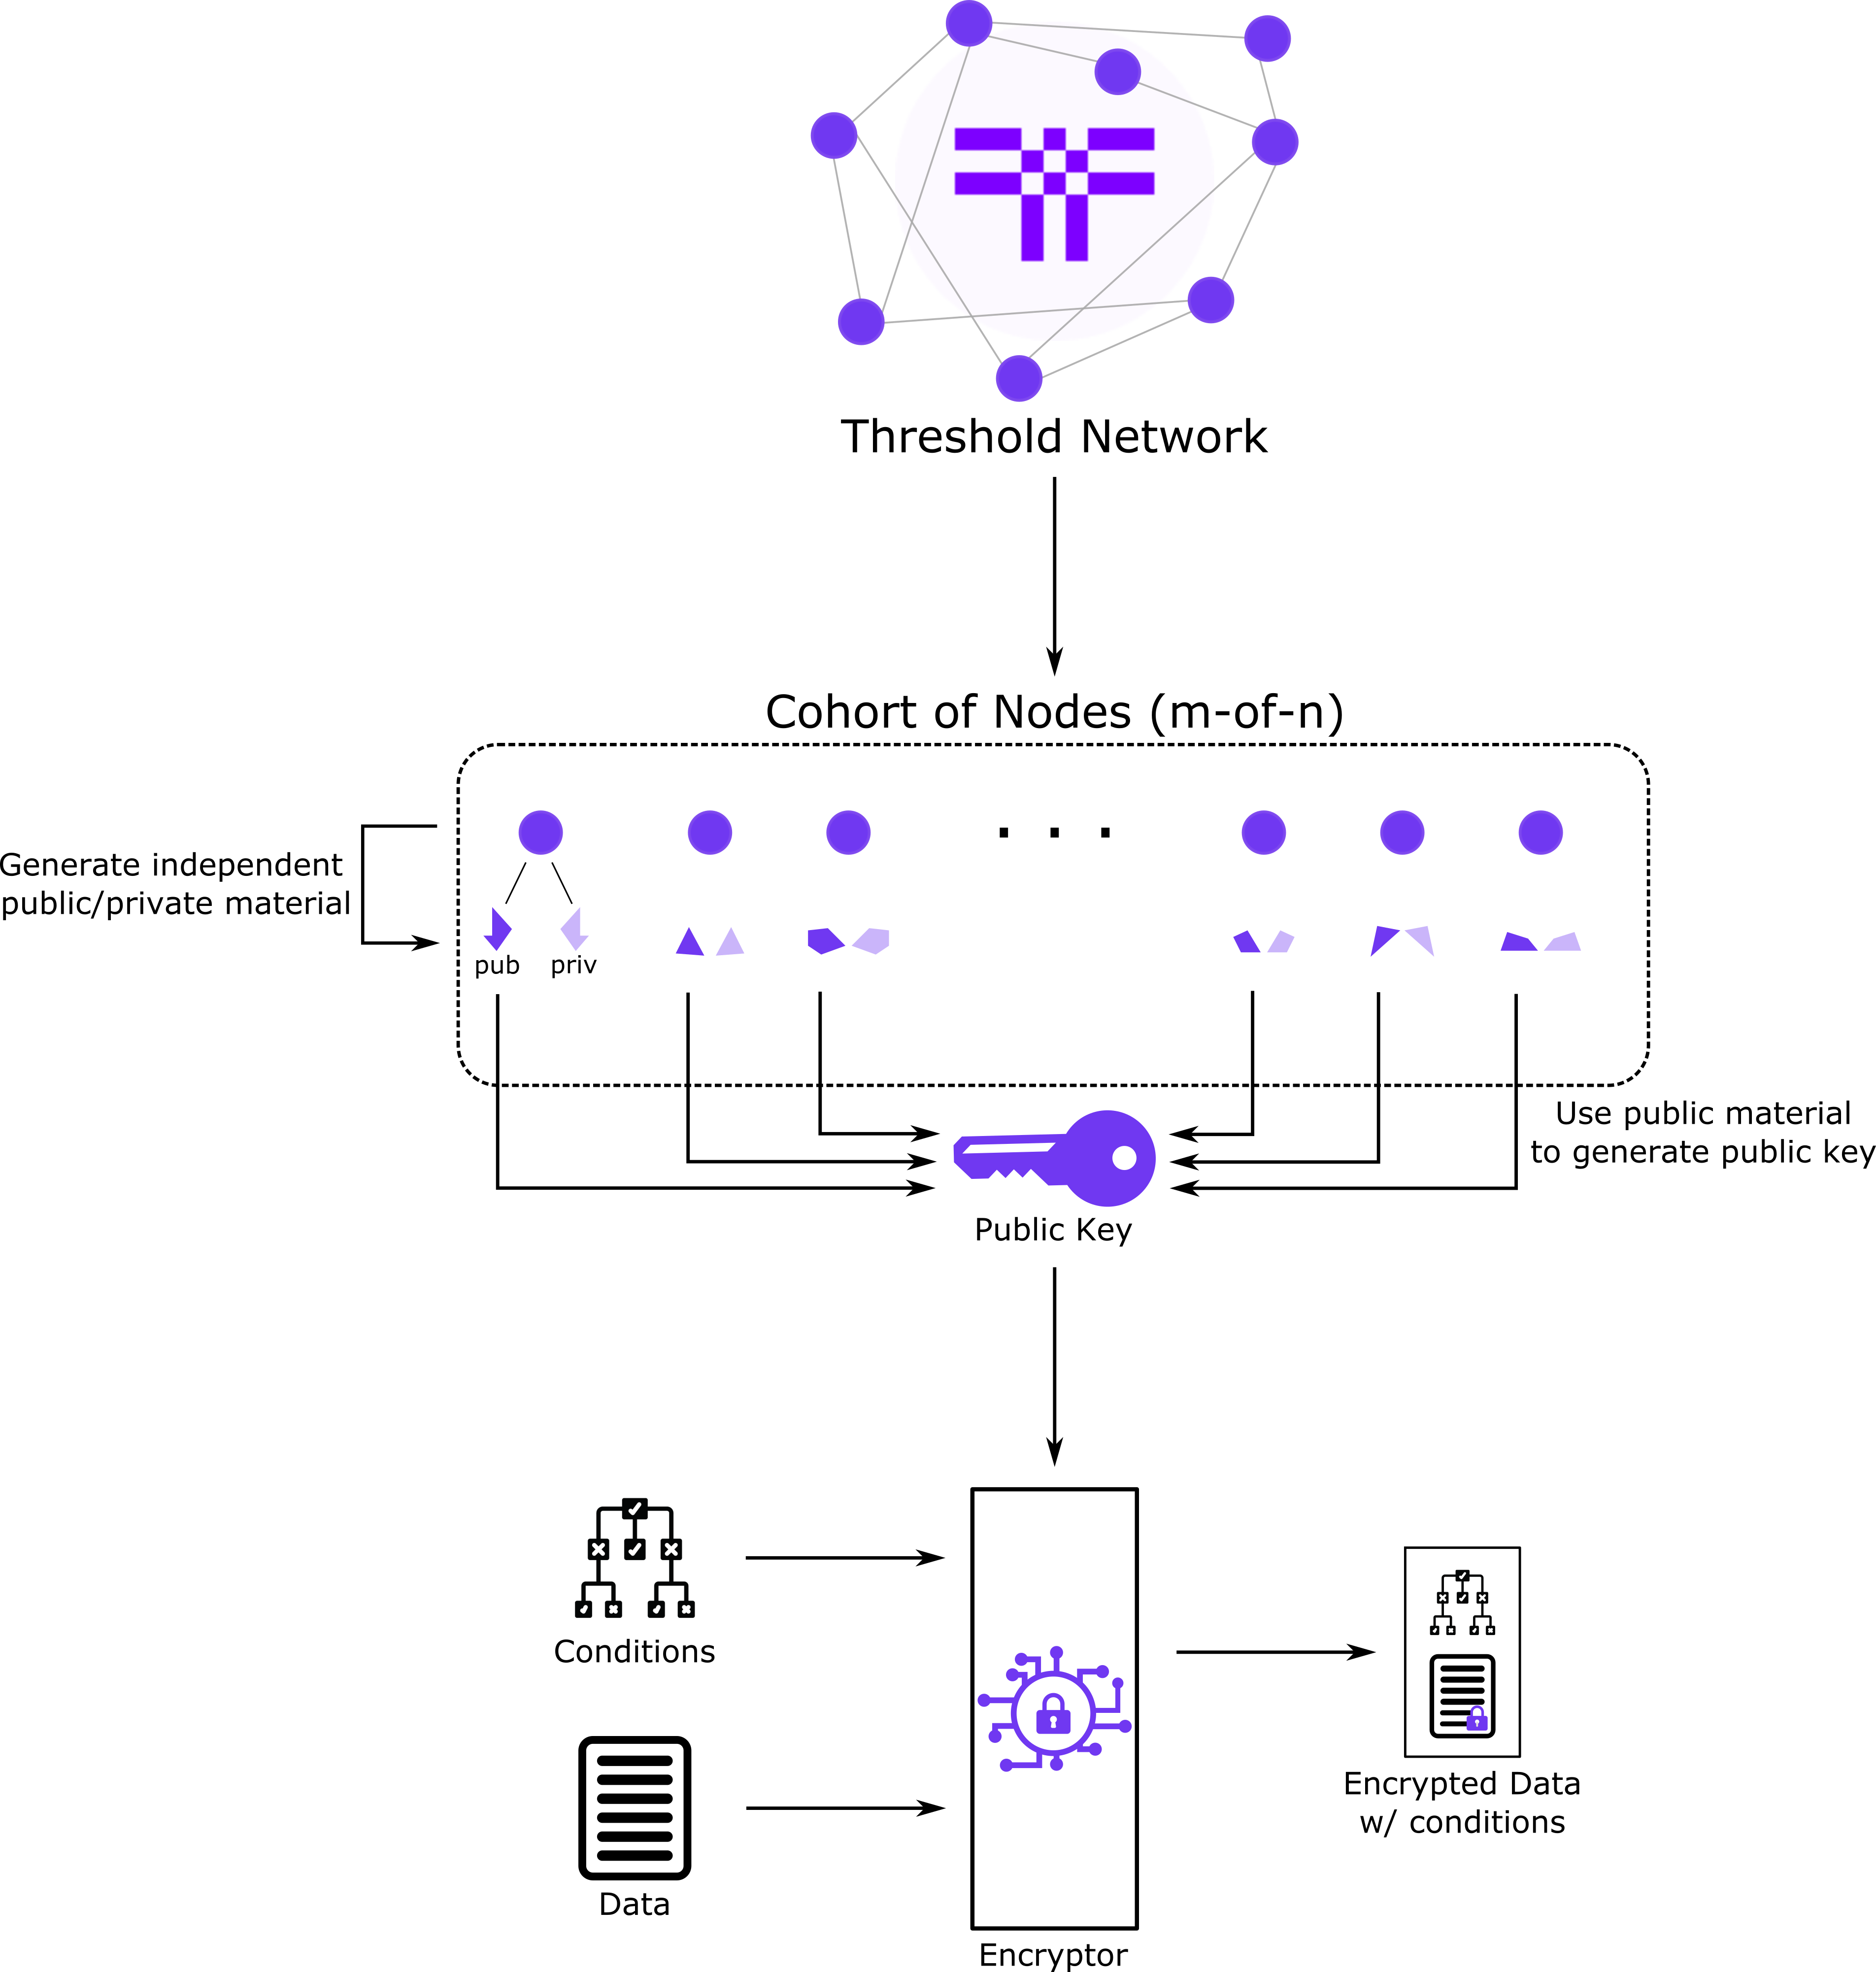 Threshold Network
Cohort of Nodes (m-of-n)
Generate independent
public/private material
pub
priv
Use public material
to generate public key
Public Key
Conditions
Data
Encryptor
Encrypted Data
w/ conditions